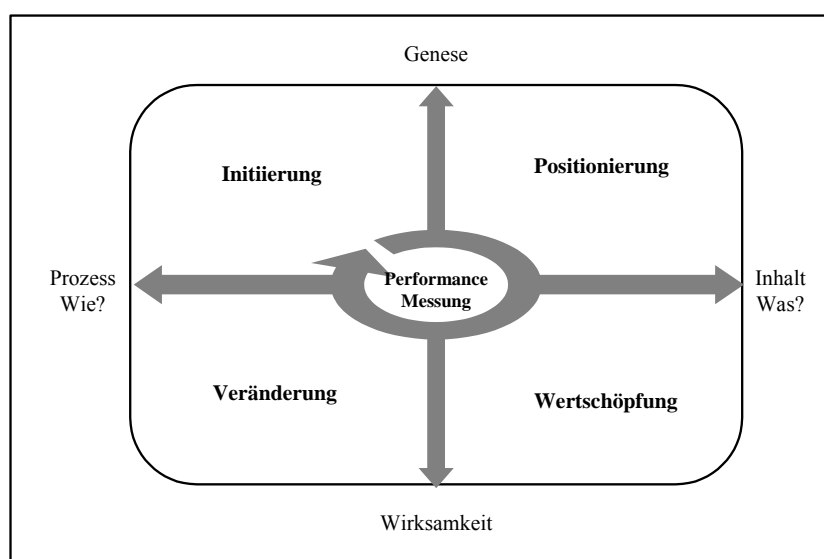 Genese
Initiierung
Positionierung
Prozess
Wie?
Performance
Messung
Inhalt
Was?
Veränderung
Wertschöpfung
Wirksamkeit